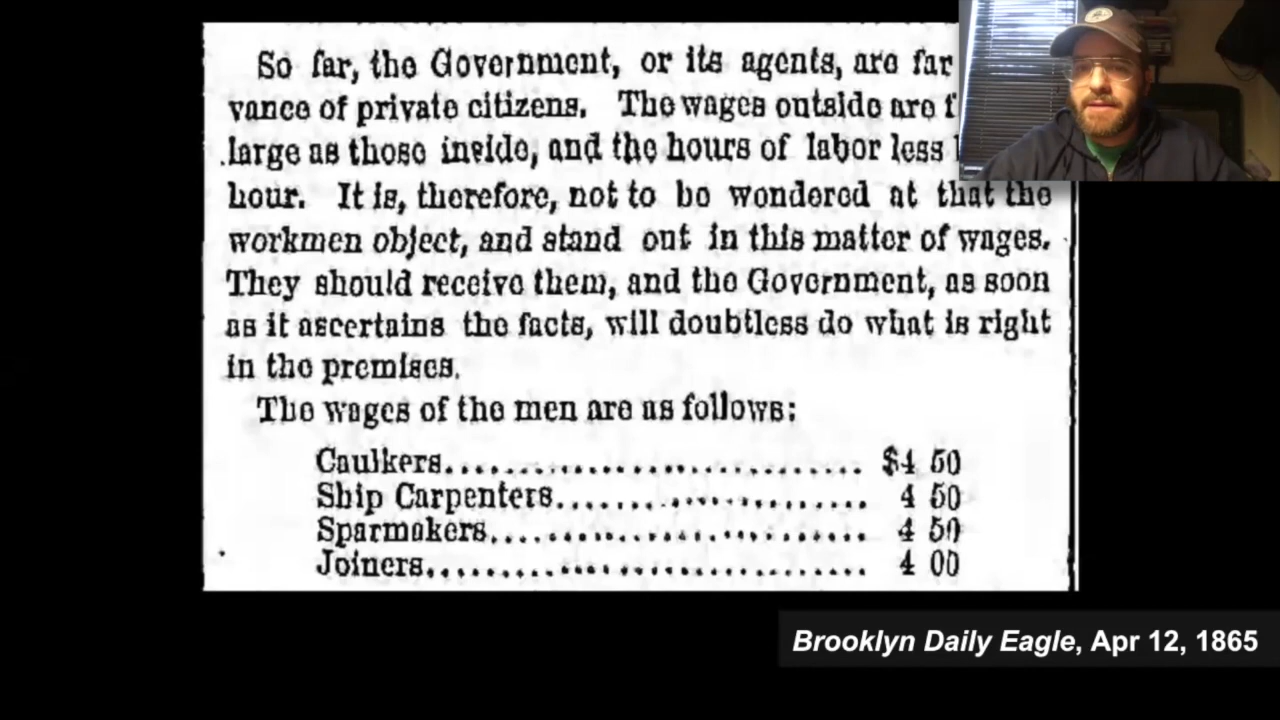 So far, the Government, or its agents, are far
vance of private citizens. The wages outside are
large as those inside, and the hours of labor less
hour. It is, therefore, not to be wondered at that the
workmen object, and stand out in this matter of wages.
They should receive them, and the Government, as soon
as it ascertains the facts, will doubtless do what is right
in the premises.
The wages of the men are as follows:
Caulkers.......................................... $4 50
Ship Carpenters............................... 4 50
Sparmakers..................................... 4 50
Joiners............................................ 4 00
Brooklyn Daily Eagle, Apr 12, 1865